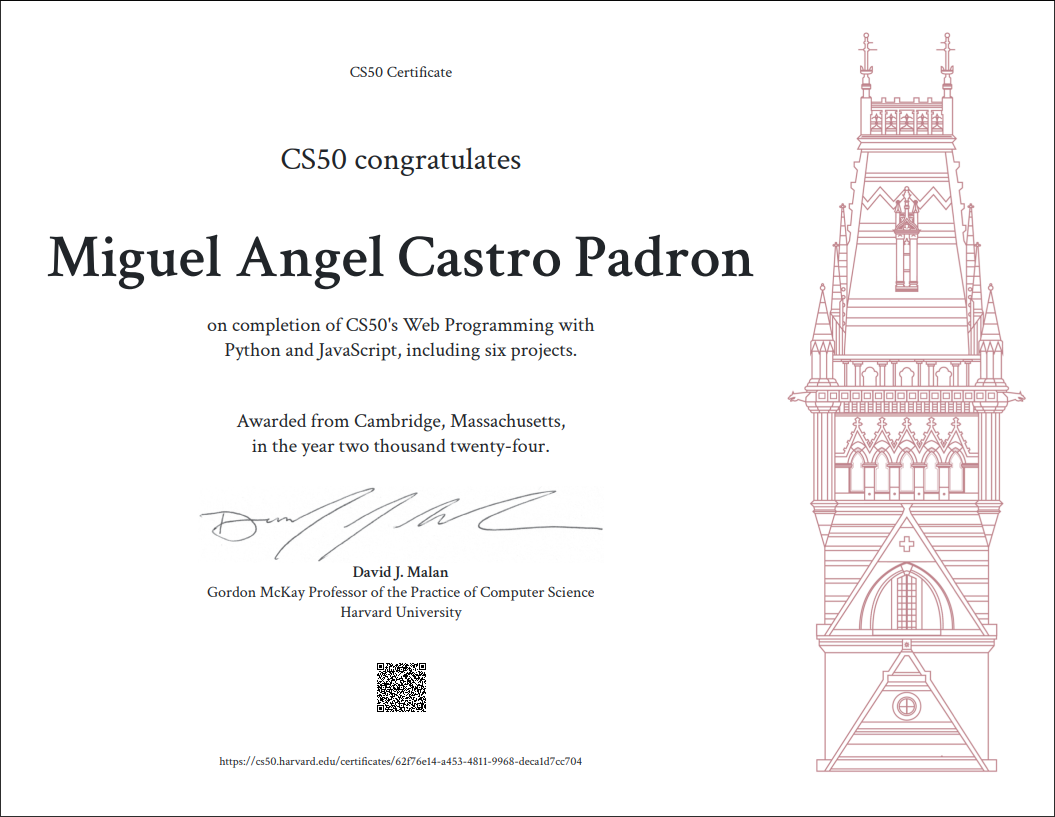 CS50 Certificate
CS50 congratulates
Miguel Angel Castro Padron
on completion of CS50's Web Programming with
Python and JavaScript, including six projects.
Awarded from Cambridge, Massachusetts,
in the year two thousand twenty-four.
David J. Malan
Gordon McKay Professor of the Practice of Computer Science
Harvard University
https://cs50.harvard.edu/certificates/62f76e14-a453-4811-9968-deca1d7cc704